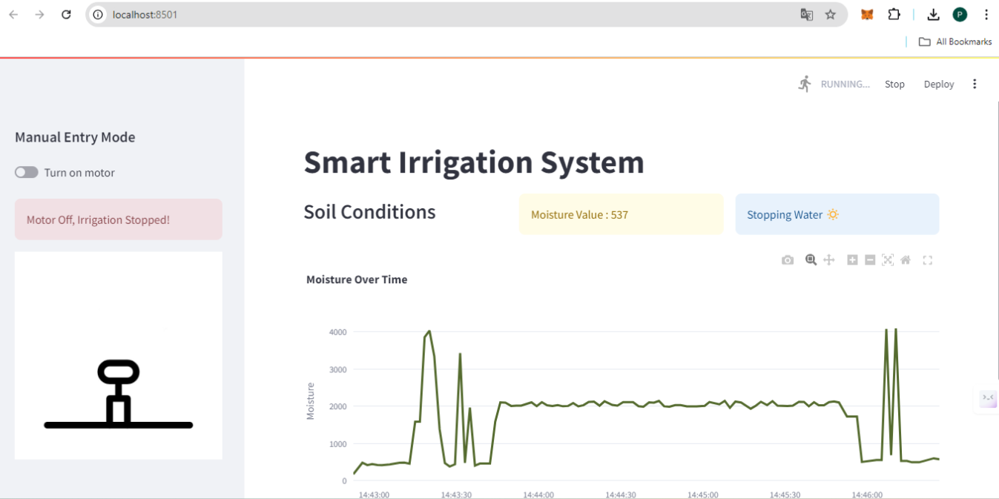 localhost:8501
All Bookmarks
P
RUNNING...
Stop
Deploy
Manual Entry Mode
Turn on motor
Motor Off, Irrigation Stopped!
Smart Irrigation System
Soil Conditions
Moisture Value : 537
Stopping Water
Moisture Over Time
Moisture
4000
3000
2000
1000
0
14:43:00
14:43:30
14:44:00
14:44:30
14:45:00
14:45:30
14:46:00